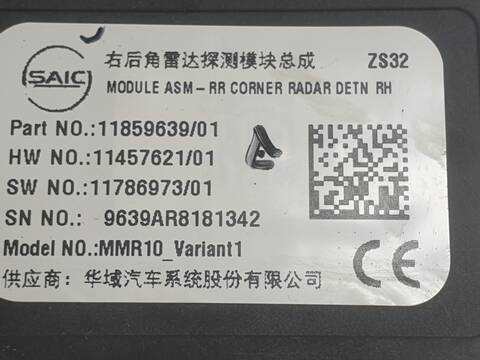 SAIC
右后角雷达探测模块总成 ZS32
MODULE ASM-RR CORNER RADAR DETN RH
Part NO.:11859639/01
HW NO.:11457621/01
SW NO.:11786973/01
SN NO.: 9639AR8181342
Model NO.:MMR10_Variant1
供应商：华域汽车系统股份有限公司